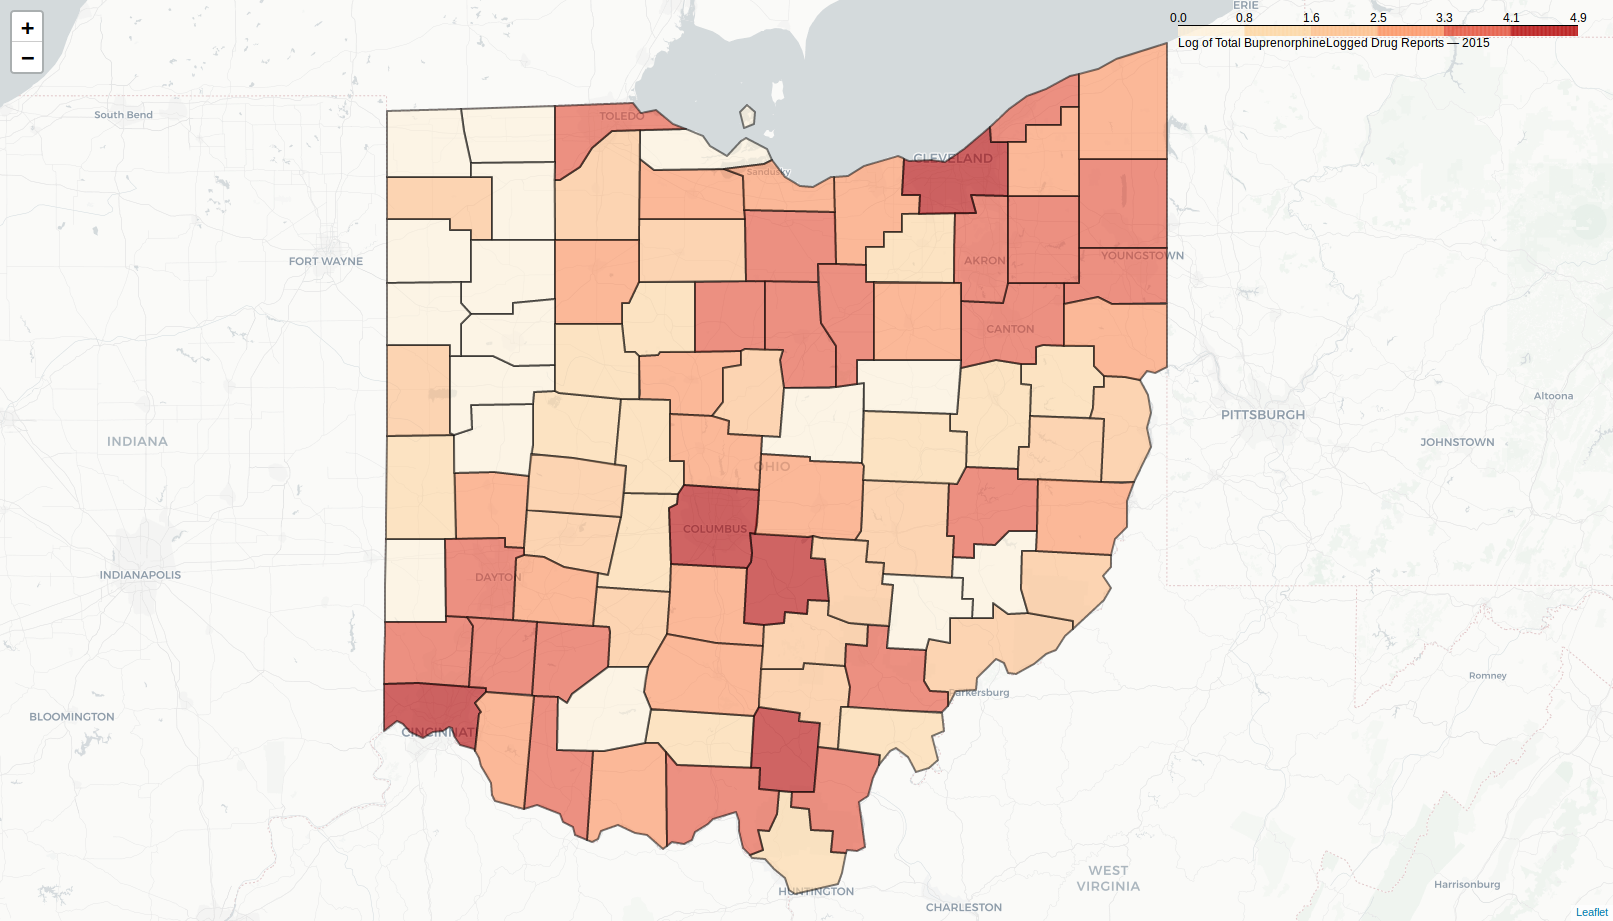 +
−
ERIE
0.0 0.8 1.6 2.5 3.3 4.1 4.9
Log of Total BuprenorphineLogged Drug Reports — 2015
South Bend
TOLEDO
CLEVELAND
Sandusky
FORT WAYNE
AKRON
YOUNGSTOWN
CANTON
Altoona
PITTSBURGH
INDIANA
JOHNSTOWN
OHIO
COLUMBUS
INDIANAPOLIS
DAYTON
Romney
arkersburg
BLOOMINGTON
CINCINNAT
WEST
VIRGINIA
Harrisonburg
HUNTINGTON
CHARLESTON
Leaflet